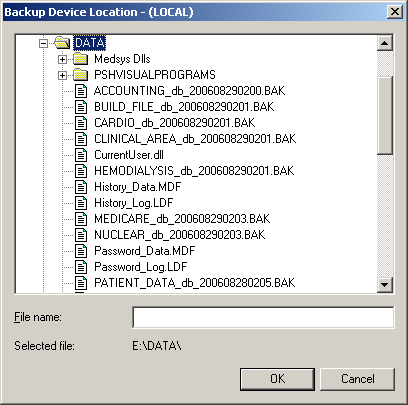 Backup Device Location - (LOCAL)
DATA
Medsys Dlls
PSHVISUALPROGRAMS
ACCOUNTING_db_200608290200.BAK
BUILD_FILE_db_200608290201.BAK
CARDIO_db_200608290201.BAK
CLINICAL_AREA_db_200608290201.BAK
CurrentUser.dll
HEMODIALYSIS_db_200608290201.BAK
History_Data.MDF
History_Log.LDF
MEDICARE_db_200608290203.BAK
NUCLEAR_db_200608290203.BAK
Password_Data.MDF
Password_Log.LDF
PATIENT_DATA_db_200608280205.BAK
File name:
Selected file: E:\DATA\
OK Cancel